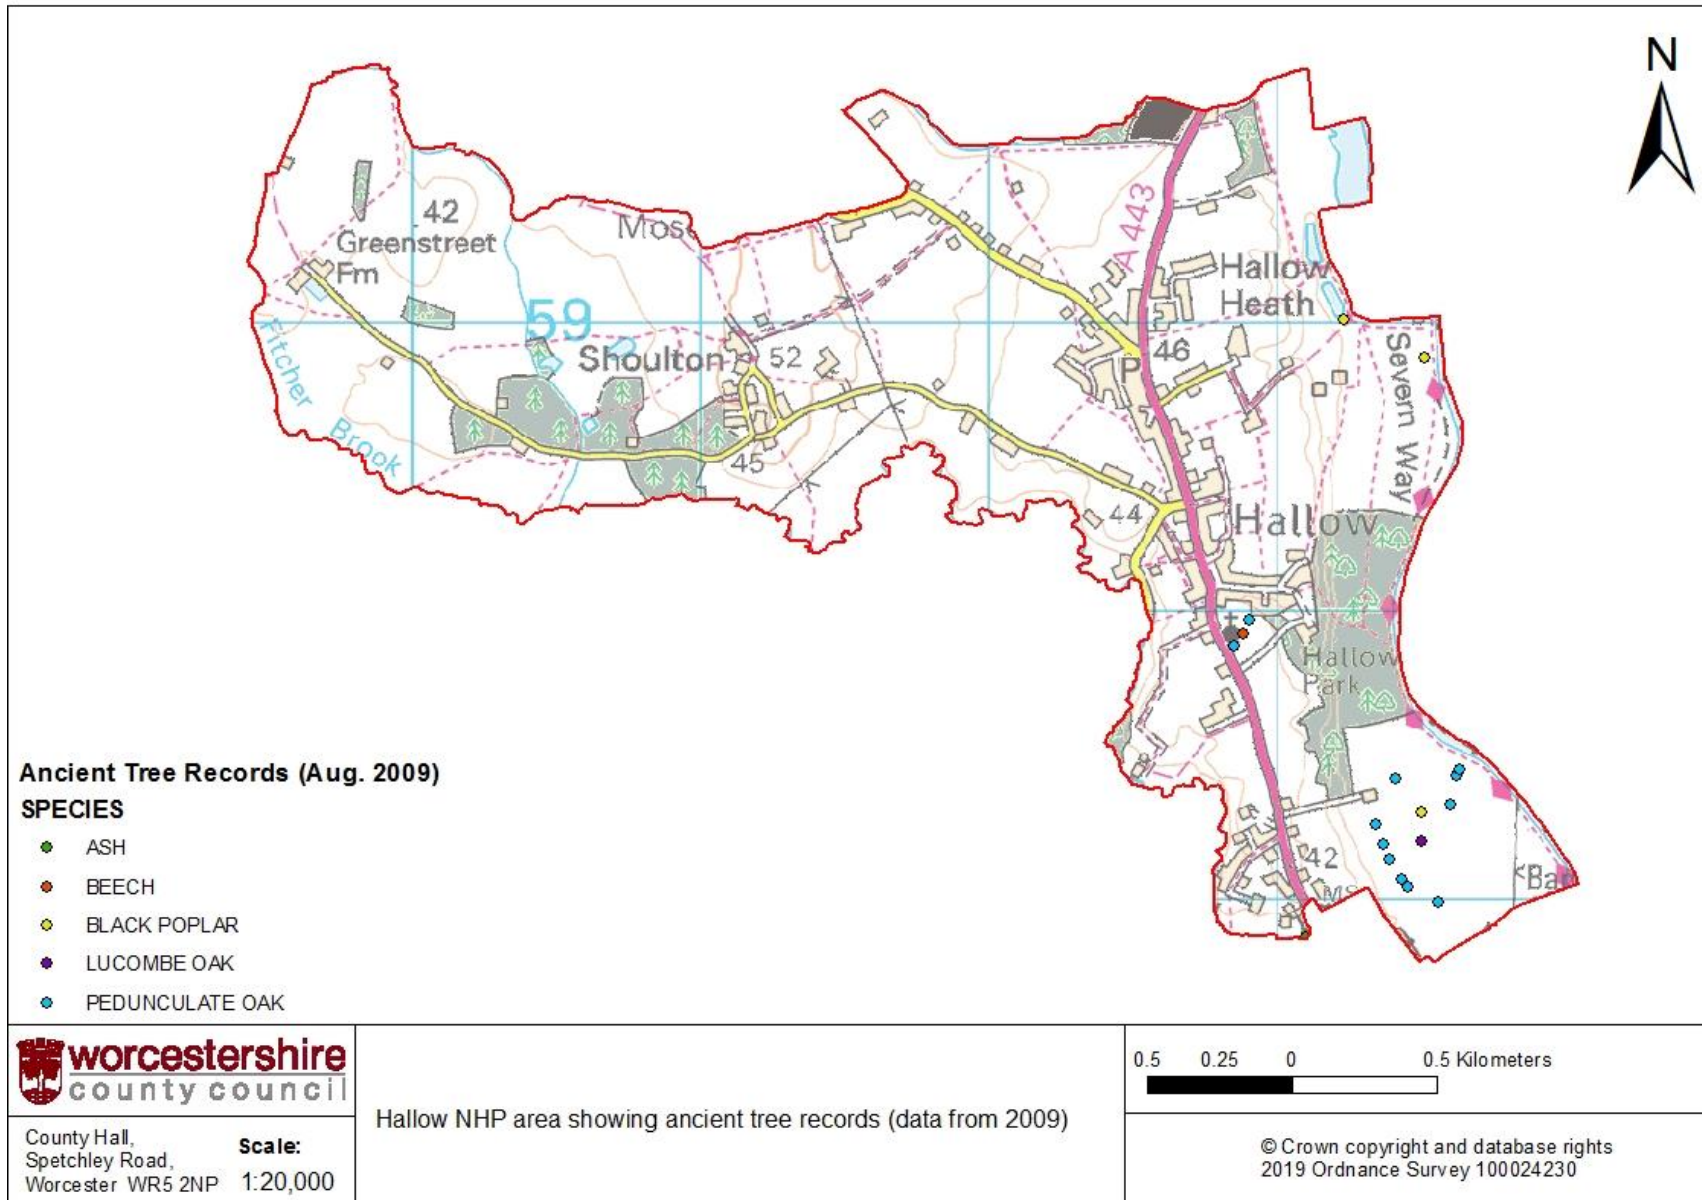 N
A 443
42
Greenstreet
Fm
Mose
Hallow
Heath
59
Fitcher
Brook
Shoulton
52
46
P
Severn Way
45
44
Hallow
Hallow
Park
42
MS
Bar
Ancient Tree Records (Aug. 2009)
SPECIES
ASH
BEECH
BLACK POPLAR
LUCOMBE OAK
PEDUNCULATE OAK
worcestershire
county council
County Hall,
Spetchley Road,
Worcester WR5 2NP
Scale:
1:20,000
Hallow NHP area showing ancient tree records (data from 2009)
0.5 0.25 0 0.5 Kilometers
© Crown copyright and database rights
2019 Ordnance Survey 100024230